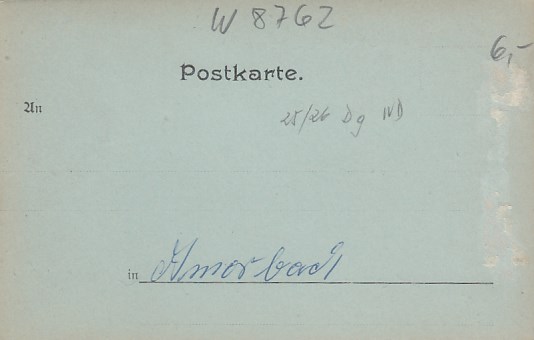 W 8762
6,-
Postkarte.
An
25/26 Dg ND
in Amorbach